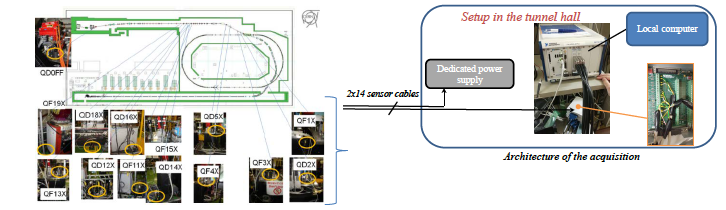 Setup in the tunnel hall
Local computer
Dedicated power
supply
2x14 sensor cables
Architecture of the acquisition
QD0FF
QF19X
QD18X
QD16X
QF15X
QD5X
QF1X
QF13X
QD12X
QF11X
QD14X
QF4X
QF3X
QD2X